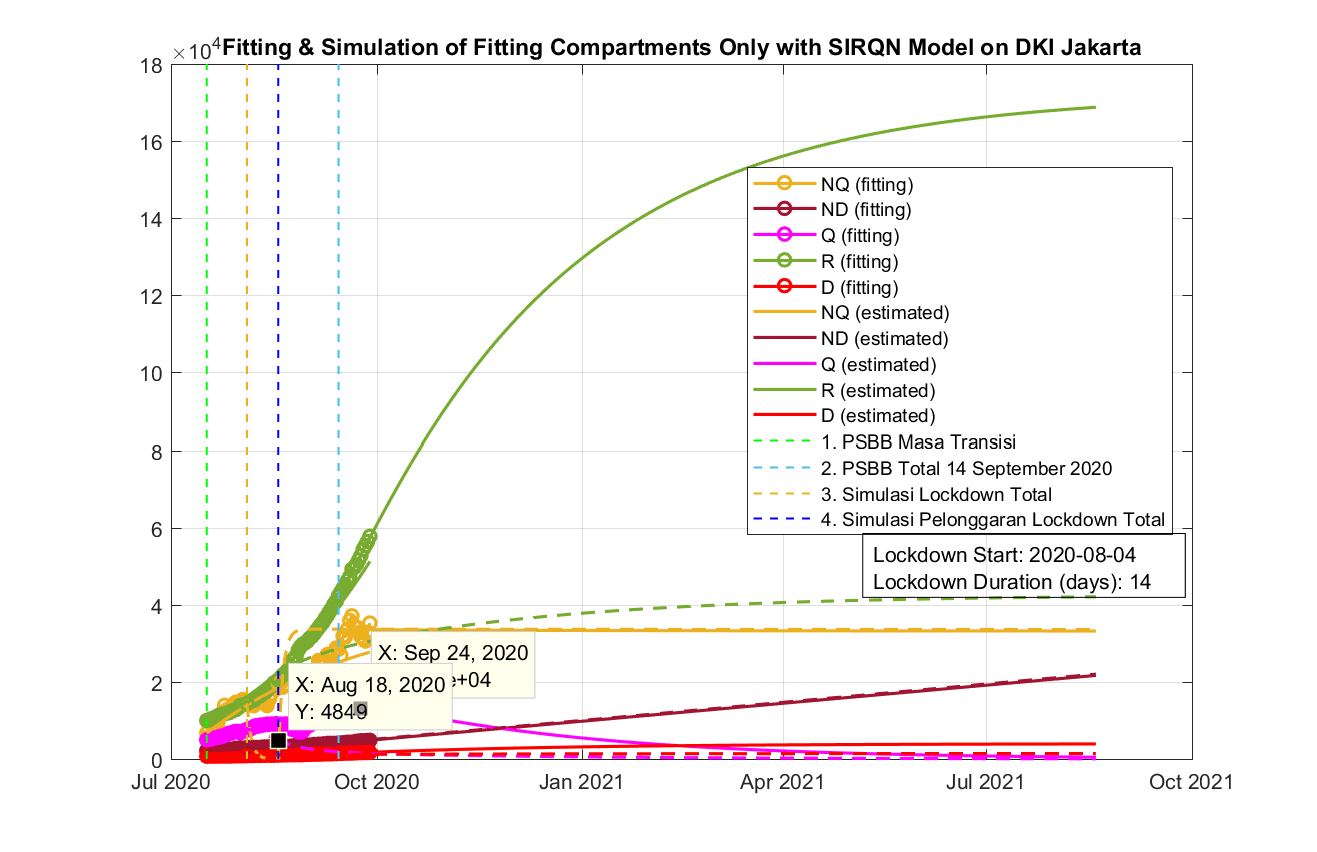 ×10⁴
Fitting & Simulation of Fitting Compartments Only with SIRQN Model on DKI Jakarta
18
16
14
12
10
8
6
4
2
0
NQ (fitting)
ND (fitting)
Q (fitting)
R (fitting)
D (fitting)
NQ (estimated)
ND (estimated)
Q (estimated)
R (estimated)
D (estimated)
1. PSBB Masa Transisi
2. PSBB Total 14 September 2020
3. Simulasi Lockdown Total
4. Simulasi Pelonggaran Lockdown Total
Lockdown Start: 2020-08-04
Lockdown Duration (days): 14
X: Sep 24, 2020
e+04
X: Aug 18, 2020
Y: 4849
Jul 2020
Oct 2020
Jan 2021
Apr 2021
Jul 2021
Oct 2021